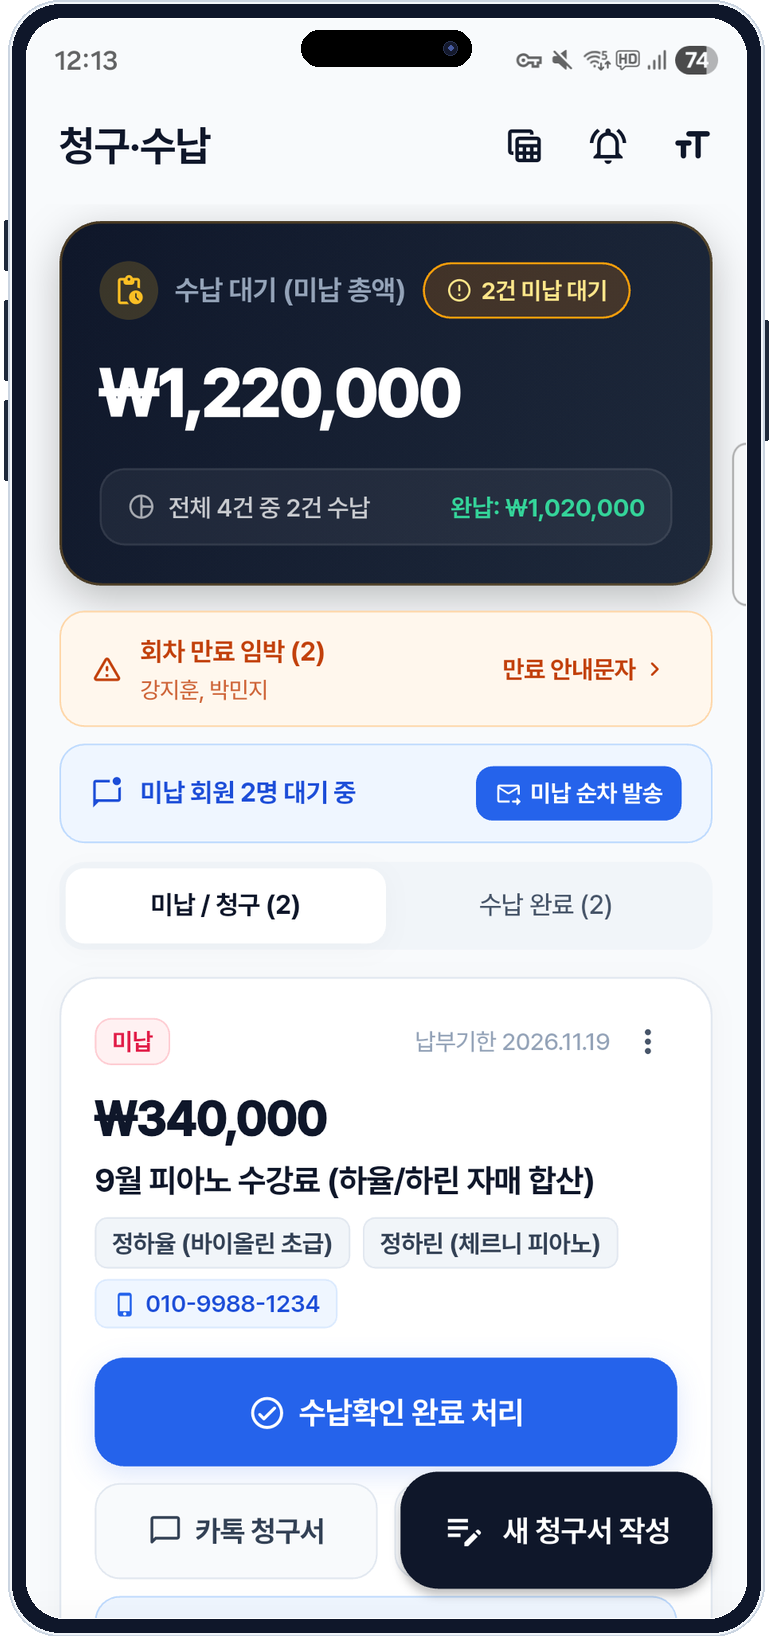 12:13
HD
74
청구·수납
수납 대기 (미납 총액)
2건 미납 대기
₩1,220,000
전체 4건 중 2건 수납
완납: ₩1,020,000
회차 만료 임박 (2)
강지훈, 박민지
만료 안내문자
미납 회원 2명 대기 중
미납 순차 발송
미납 / 청구 (2)
수납 완료 (2)
미납
납부기한 2026.11.19
₩340,000
9월 피아노 수강료 (하율/하린 자매 합산)
정하율 (바이올린 초급)
정하린 (체르니 피아노)
010-9988-1234
수납확인 완료 처리
카톡 청구서
새 청구서 작성